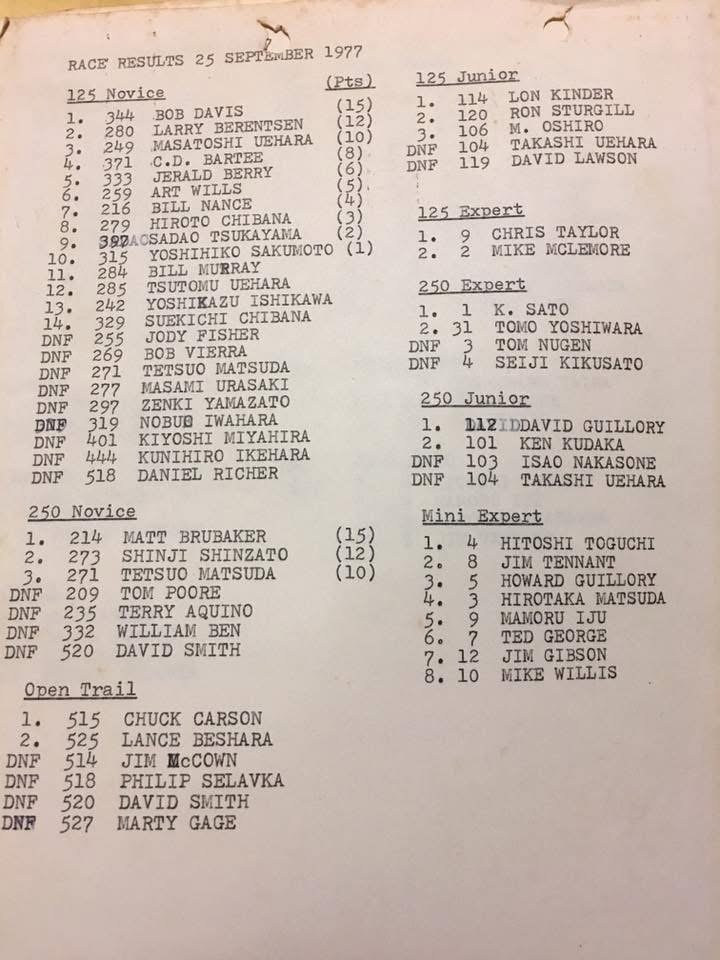 RACE RESULTS 25 SEPTEMBER 1977
125 Novice (Pts)
1. 344 BOB DAVIS (15)
2. 280 LARRY BERENTSEN (12)
3. 249 MASATOSHI UEHARA (10)
4. 371 C.D. BARTEE (8)
5. 333 JERALD BERRY (6)
6. 259 ART WILLS (5)
7. 216 BILL NANCE (4)
8. 279 HIROTO CHIBANA (3)
9. SADAO TSUKAYAMA (2)
10. 315 YOSHIHIKO SAKUMOTO (1)
11. 284 BILL MURRAY
12. 285 TSUTOMU UEHARA
13. 242 YOSHIKAZU ISHIKAWA
14. 329 SUEKICHI CHIBANA
DNF 255 JODY FISHER
DNF 269 BOB VIERRA
DNF 271 TETSUO MATSUDA
DNF 277 MASAMI URASAKI
DNF 297 ZENKI YAMAZATO
DNF 319 NOBUO IWAHARA
DNF 401 KIYOSHI MIYAHIRA
DNF 444 KUNIHIRO IKEHARA
DNF 518 DANIEL RICHER
250 Novice
1. 214 MATT BRUBAKER (15)
2. 273 SHINJI SHINZATO (12)
3. 271 TETSUO MATSUDA (10)
DNF 209 TOM POORE
DNF 235 TERRY AQUINO
DNF 332 WILLIAM BEN
DNF 520 DAVID SMITH
Open Trail
1. 515 CHUCK CARSON
2. 525 LANCE BESHARA
DNF 514 JIM McCOWN
DNF 518 PHILIP SELAVKA
DNF 520 DAVID SMITH
DNF 527 MARTY GAGE
125 Junior
1. 114 LON KINDER
2. 120 RON STURGILL
3. 106 M. OSHIRO
DNF 104 TAKASHI UEHARA
DNF 119 DAVID LAWSON
125 Expert
1. 9 CHRIS TAYLOR
2. 2 MIKE MCLEMORE
250 Expert
1. 1 K. SATO
2. 31 TOMO YOSHIWARA
DNF 3 TOM NUGEN
DNF 4 SEIJI KIKUSATO
250 Junior
1. 112 DAVID GUILLORY
2. 101 KEN KUDAKA
DNF 103 ISAO NAKASONE
DNF 104 TAKASHI UEHARA
Mini Expert
1. 4 HITOSHI TOGUCHI
2. 8 JIM TENNANT
3. 5 HOWARD GUILLORY
4. 3 HIROTAKA MATSUDA
5. 9 MAMORU IJU
6. 7 TED GEORGE
7. 12 JIM GIBSON
8. 10 MIKE WILLIS